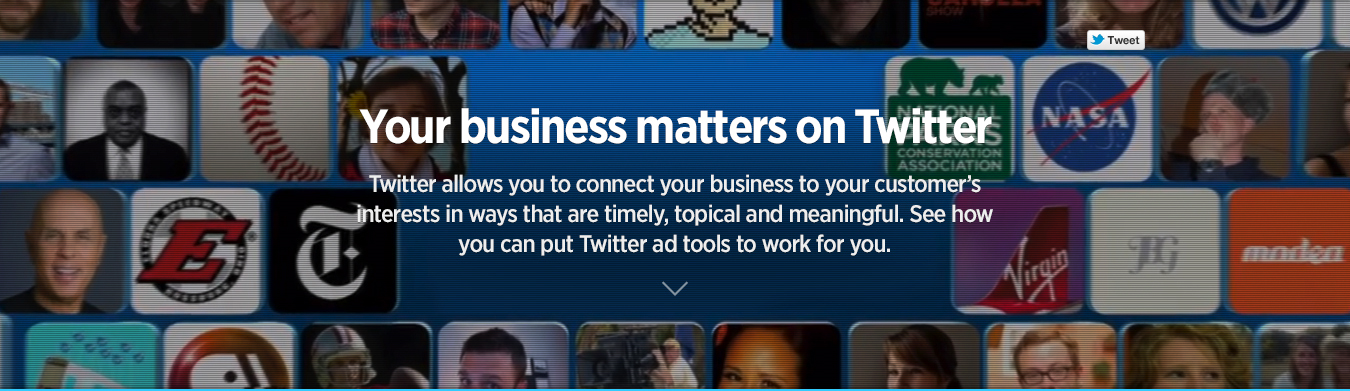 SHOW
Tweet
Your business matters on Twitter
NATIONAL
CONSERVATION
ASSOCIATION
NASA
Twitter allows you to connect your business to your customer's
interests in ways that are timely, topical and meaningful. See how
you can put Twitter ad tools to work for you.
E
T
Virgin
JBG
modea